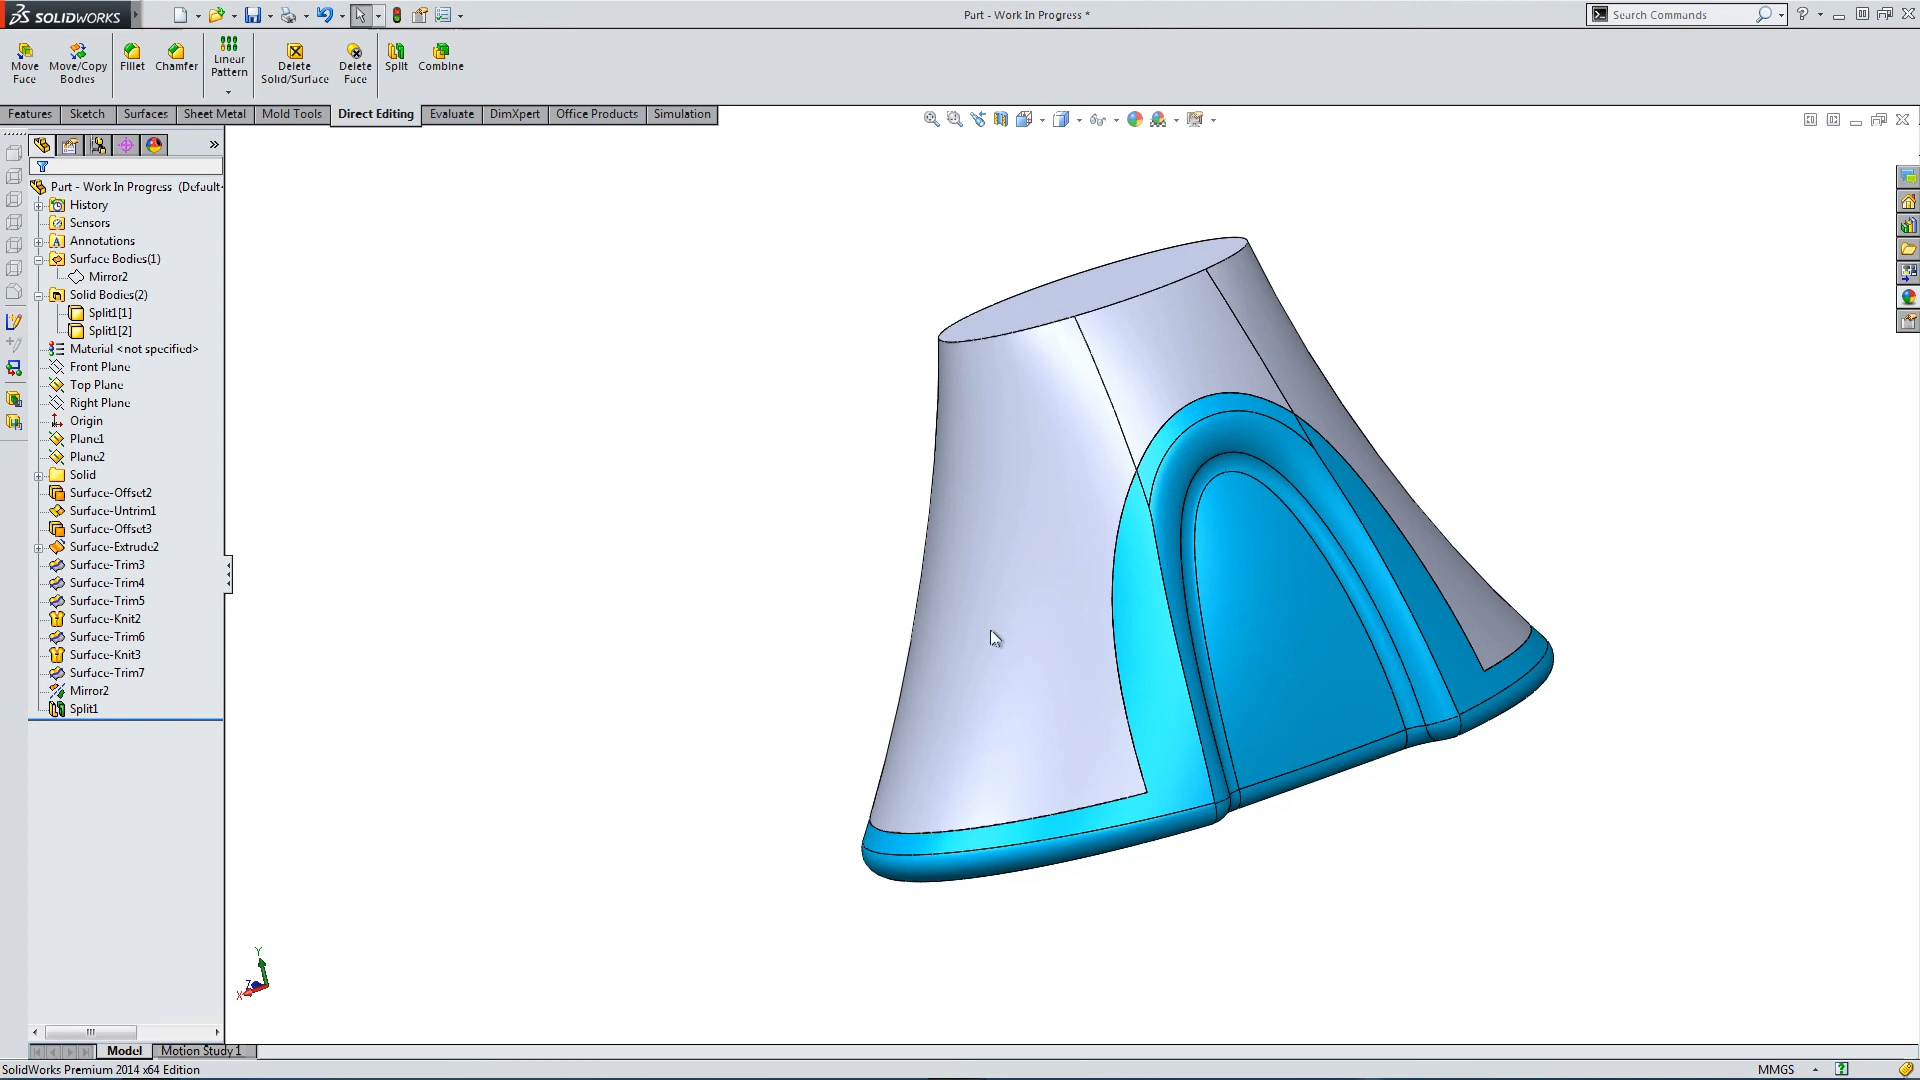 SOLIDWORKS
Part - Work In Progress *
Search Commands
Move Face
Move/Copy Bodies
Fillet
Chamfer
Linear Pattern
Delete Solid/Surface
Delete Face
Split
Combine
Features
Sketch
Surfaces
Sheet Metal
Mold Tools
Direct Editing
Evaluate
DimXpert
Office Products
Simulation
Part - Work In Progress (Default
History
Sensors
Annotations
Surface Bodies(1)
Mirror2
Solid Bodies(2)
Split1[1]
Split1[2]
Material <not specified>
Front Plane
Top Plane
Right Plane
Origin
Plane1
Plane2
Solid
Surface-Offset2
Surface-Untrim1
Surface-Offset3
Surface-Extrude2
Surface-Trim3
Surface-Trim4
Surface-Trim5
Surface-Knit2
Surface-Trim6
Surface-Knit3
Surface-Trim7
Mirror2
Split1
Y
Z
X
Model
Motion Study 1
SolidWorks Premium 2014 x64 Edition
MMGS